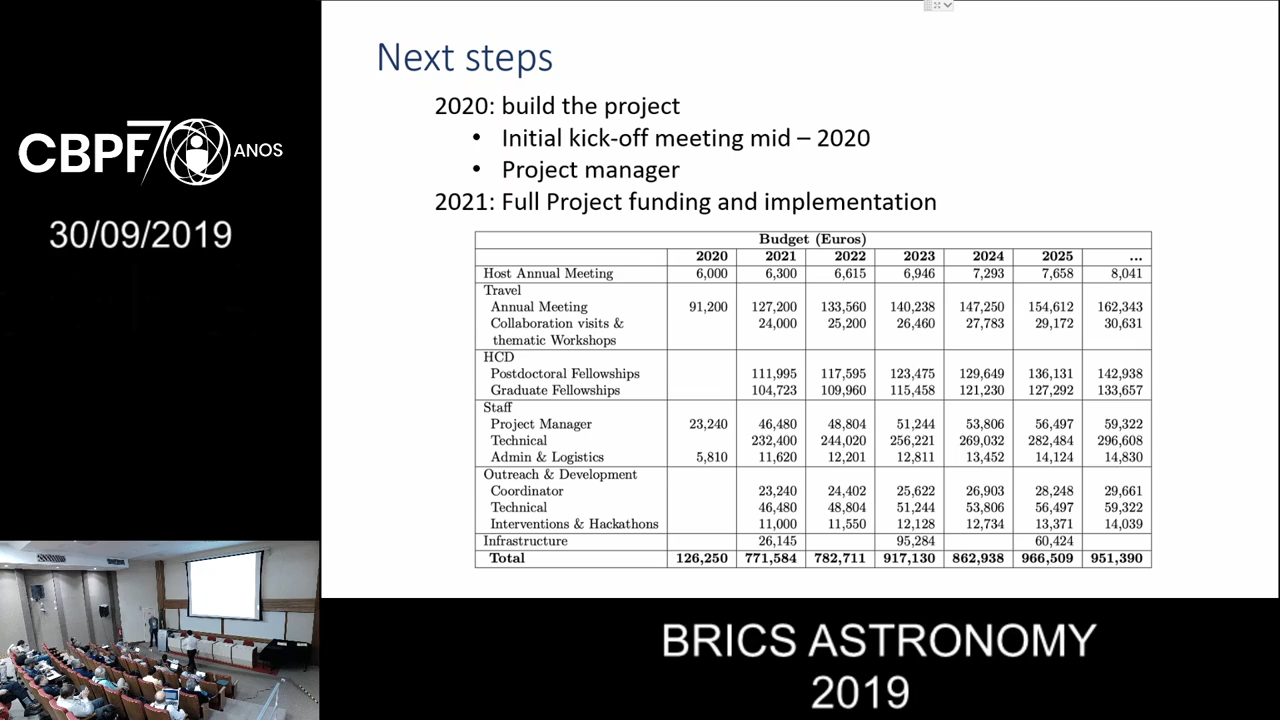 Next steps
2020: build the project
• Initial kick-off meeting mid – 2020
• Project manager
2021: Full Project funding and implementation
CBPF 70 ANOS
30/09/2019
Budget (Euros)
2020 2021 2022 2023 2024 2025 ...
Host Annual Meeting 6,000 6,300 6,615 6,946 7,293 7,658 8,041
Travel
Annual Meeting 91,200 127,200 133,560 140,238 147,250 154,612 162,343
Collaboration visits & 24,000 25,200 26,460 27,783 29,172 30,631
thematic Workshops
HCD
Postdoctoral Fellowships 111,995 117,595 123,475 129,649 136,131 142,938
Graduate Fellowships 104,723 109,960 115,458 121,230 127,292 133,657
Staff
Project Manager 23,240 46,480 48,804 51,244 53,806 56,497 59,322
Technical 232,400 244,020 256,221 269,032 282,484 296,608
Admin & Logistics 5,810 11,620 12,201 12,811 13,452 14,124 14,830
Outreach & Development
Coordinator 23,240 24,402 25,622 26,903 28,248 29,661
Technical 46,480 48,804 51,244 53,806 56,497 59,322
Interventions & Hackathons 11,000 11,550 12,128 12,734 13,371 14,039
Infrastructure 26,145 95,284 60,424
Total 126,250 771,584 782,711 917,130 862,938 966,509 951,390
BRICS ASTRONOMY
2019